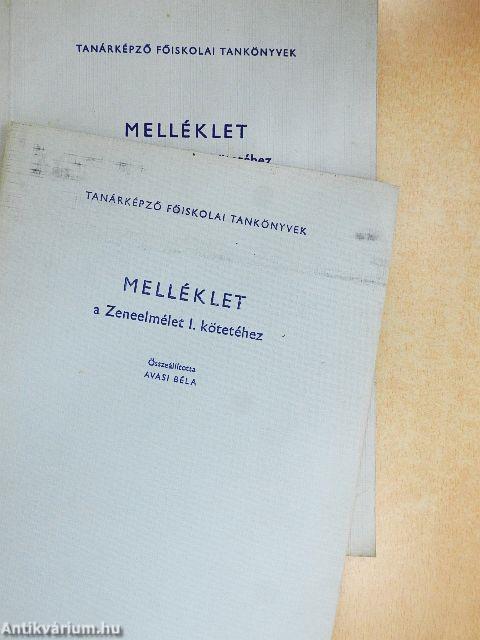 TANÁRKÉPZŐ FŐISKOLAI TANKÖNYVEK
MELLÉKLET
TANÁRKÉPZŐ FŐISKOLAI TANKÖNYVEK
MELLÉKLET
a Zeneelmélet I. kötetéhez
Összeállította
AVASI BÉLA
Antikvárium.hu